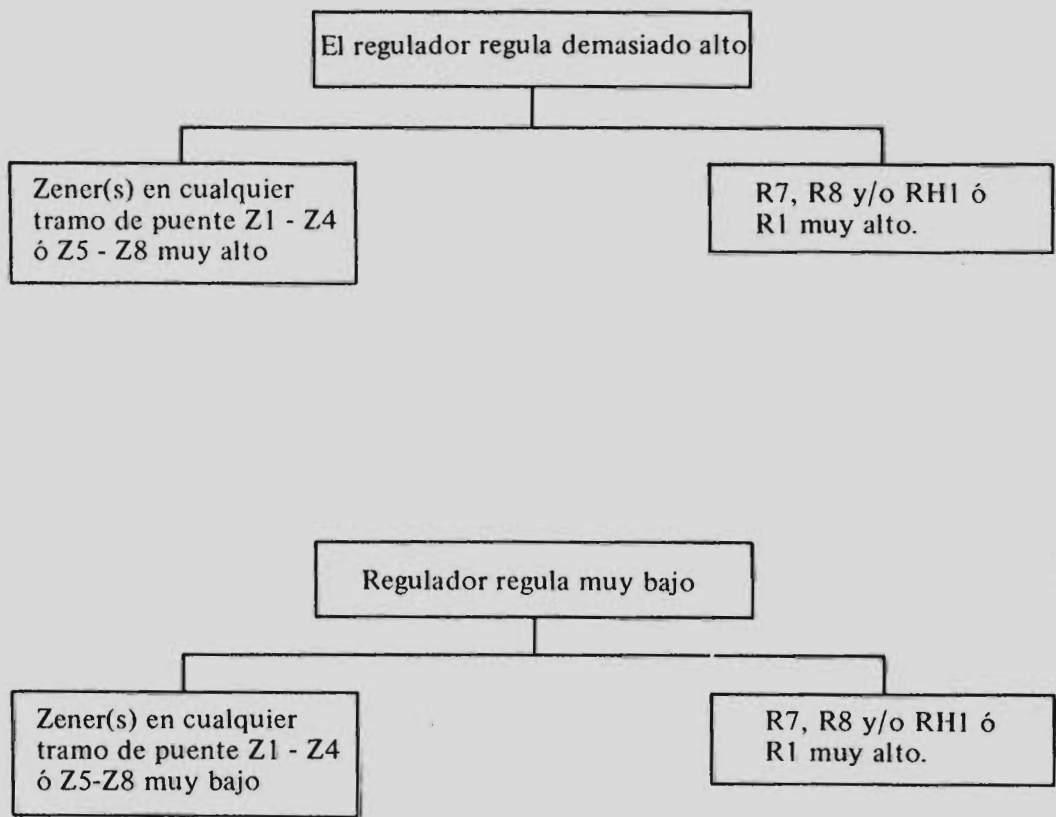 El regulador regula demasiado alto
Zener(s) en cualquier
tramo de puente Z1 - Z4
ó Z5 - Z8 muy alto
R7, R8 y/o RH1 ó
R1 muy alto.
Regulador regula muy bajo
Zener(s) en cualquier
tramo de puente Z1 - Z4
ó Z5-Z8 muy bajo
R7, R8 y/o RH1 ó
R1 muy alto.